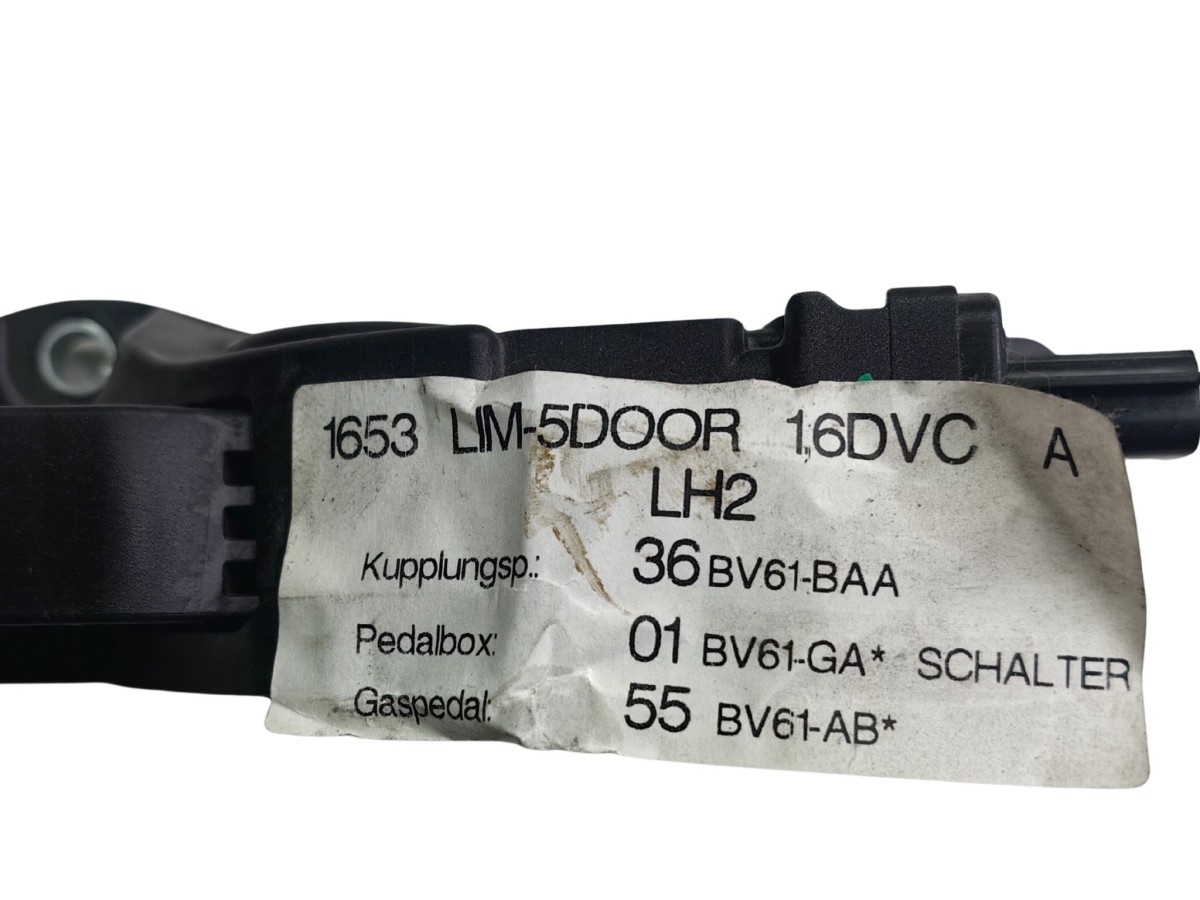 1653 LIM-5DOOR 1,6DVC A
LH2
Kupplungsp.: 36 BV61-BAA
Pedalbox: 01 BV61-GA* SCHALTER
Gaspedal: 55 BV61-AB*